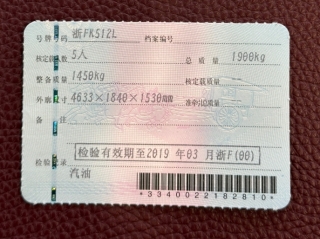 号牌号码 浙FKS12L 档案编号
核定载人数 5人 总质量 1900kg
整备质量 1450kg 核定载质量
外廓尺寸 4633×1840×1530mm 准牵引总质量
备注
检验有效期至2019年03月浙F(00)
检验记录
汽油
*3340022182810*